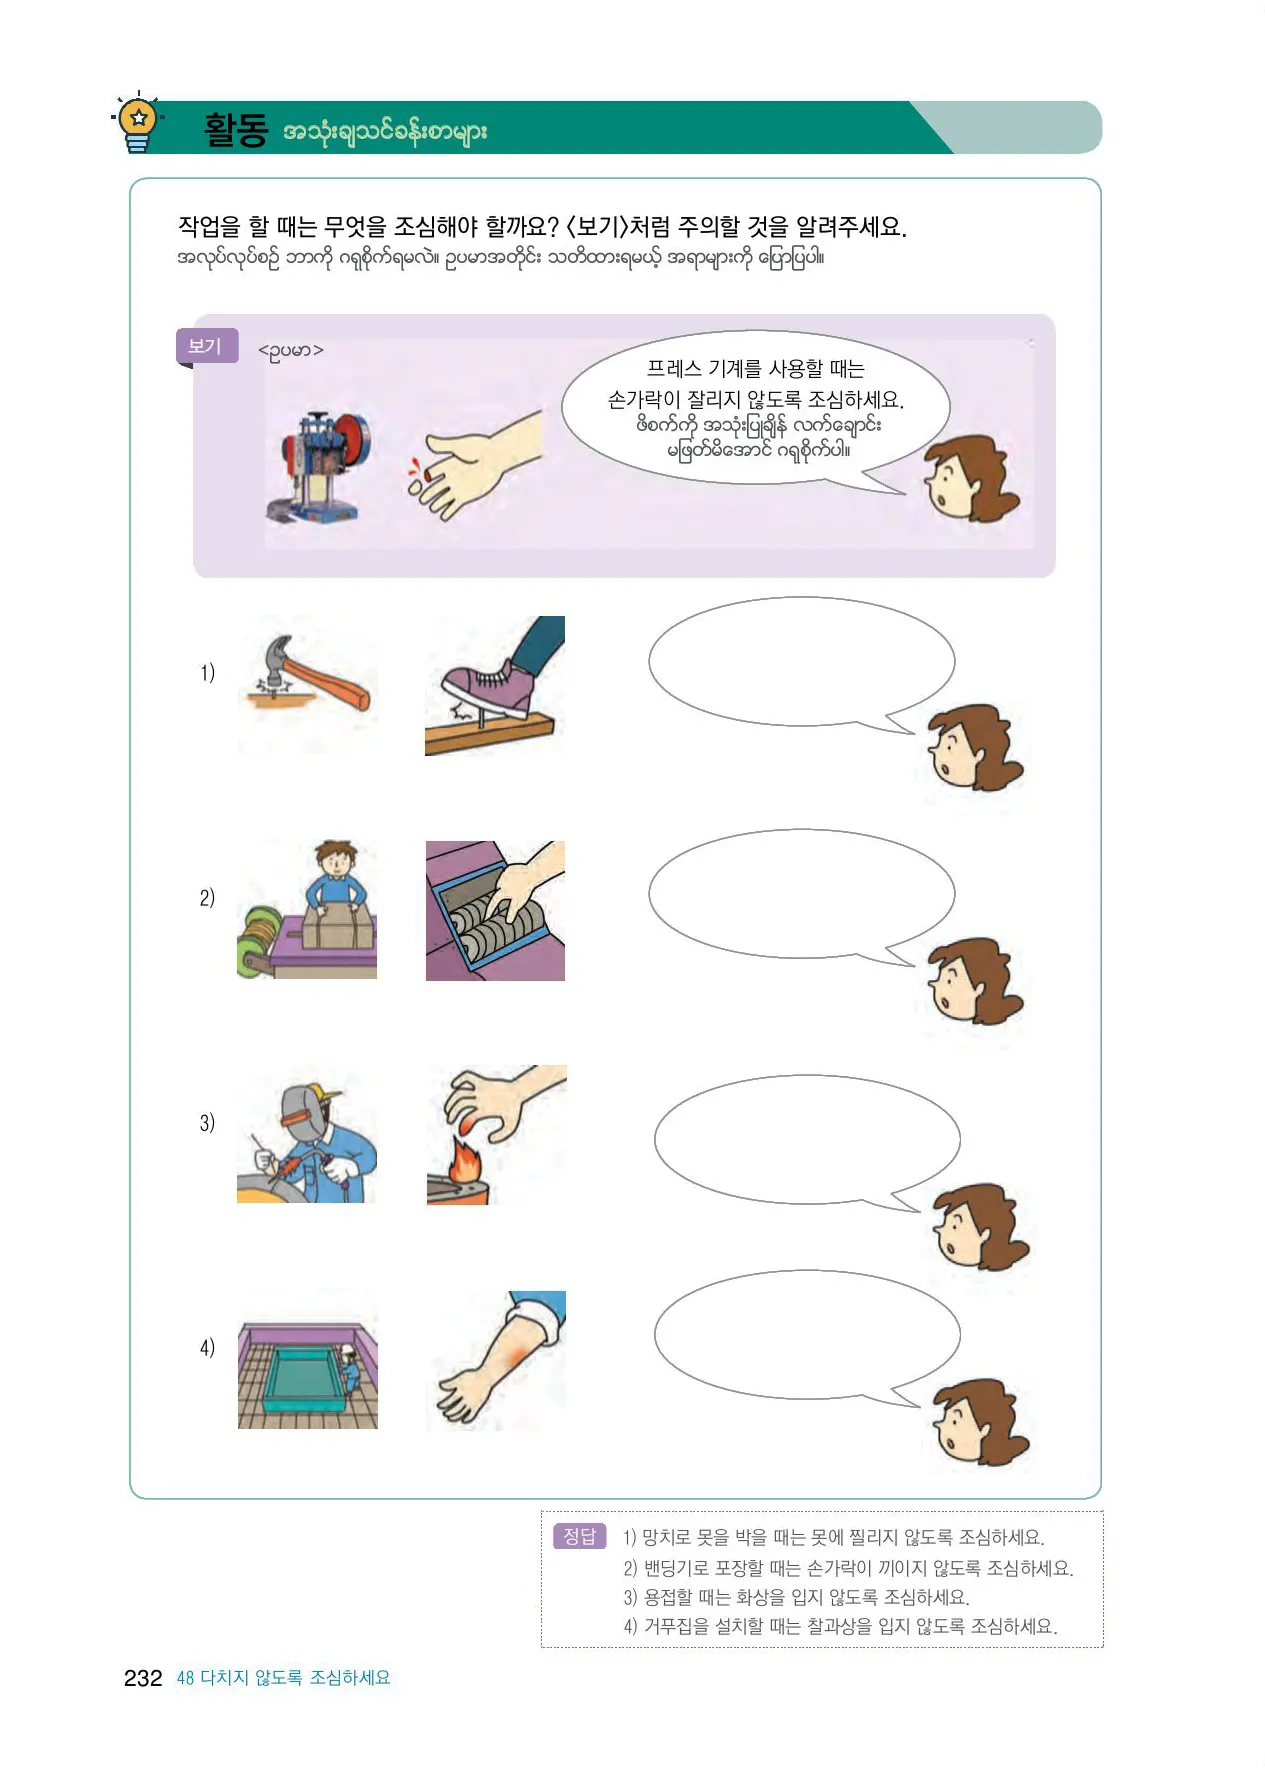 활동 အသုံးချသင်ခန်းစာများ
작업을 할 때는 무엇을 조심해야 할까요? 〈보기〉처럼 주의할 것을 알려주세요.
အလုပ်လုပ်စဉ် ဘာကို ဂရုစိုက်ရမလဲ။ ဥပမာအတိုင်း သတိထားရမယ့် အရာများကို ပြောပြပါ။
보기 <ဥပမာ>
프레스 기계를 사용할 때는
손가락이 잘리지 않도록 조심하세요.
ဖိစက်ကို အသုံးပြုချိန် လက်ချောင်း
မဖြတ်မိအောင် ဂရုစိုက်ပါ။
1)
2)
3)
4)
정답 1) 망치로 못을 박을 때는 못에 찔리지 않도록 조심하세요.
2) 밴딩기로 포장할 때는 손가락이 끼이지 않도록 조심하세요.
3) 용접할 때는 화상을 입지 않도록 조심하세요.
4) 거푸집을 설치할 때는 찰과상을 입지 않도록 조심하세요.
232 48 다치지 않도록 조심하세요